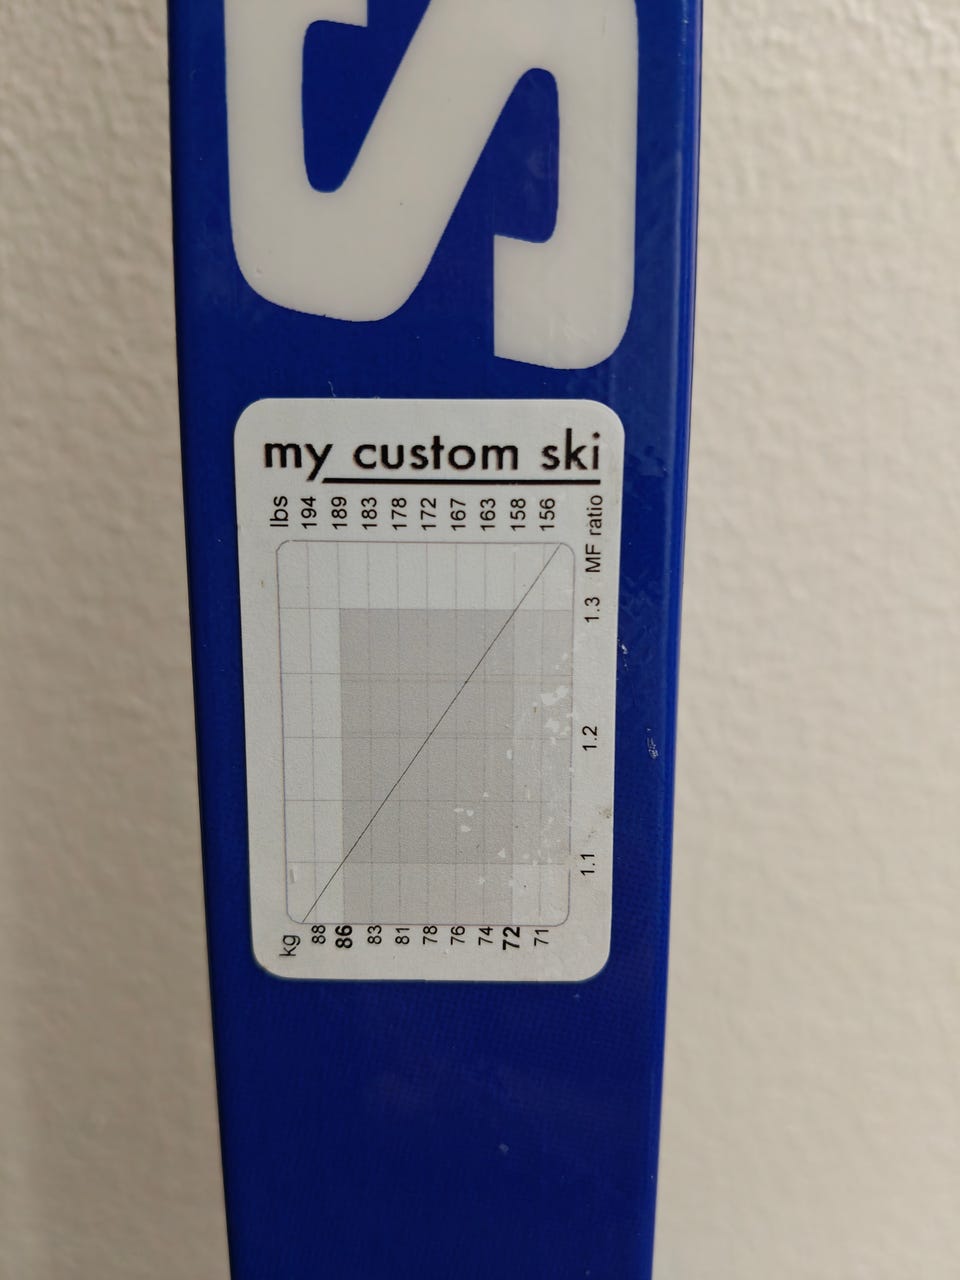 my custom ski
lbs 194 189 183 178 172 167 163 158 156
MF ratio
1.3
1.2
1.1
kg 88 86 83 81 78 76 74 72 71